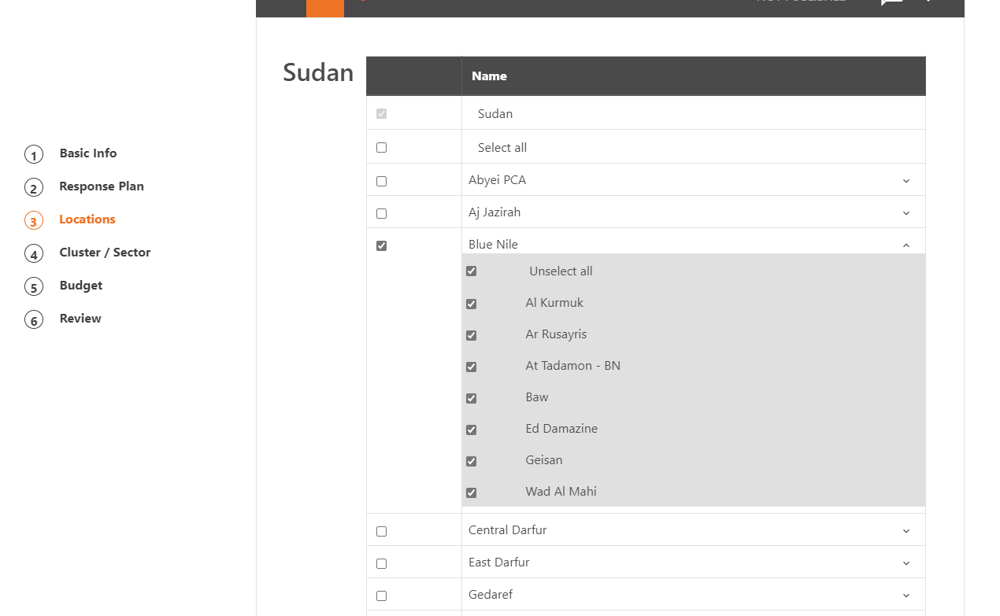 Sudan
Name
Sudan
Select all
Abyei PCA
Aj Jazirah
Blue Nile
Unselect all
Al Kurmuk
Ar Rusayris
At Tadamon - BN
Baw
Ed Damazine
Geisan
Wad Al Mahi
Central Darfur
East Darfur
Gedaref
1 Basic Info
2 Response Plan
3 Locations
4 Cluster / Sector
5 Budget
6 Review